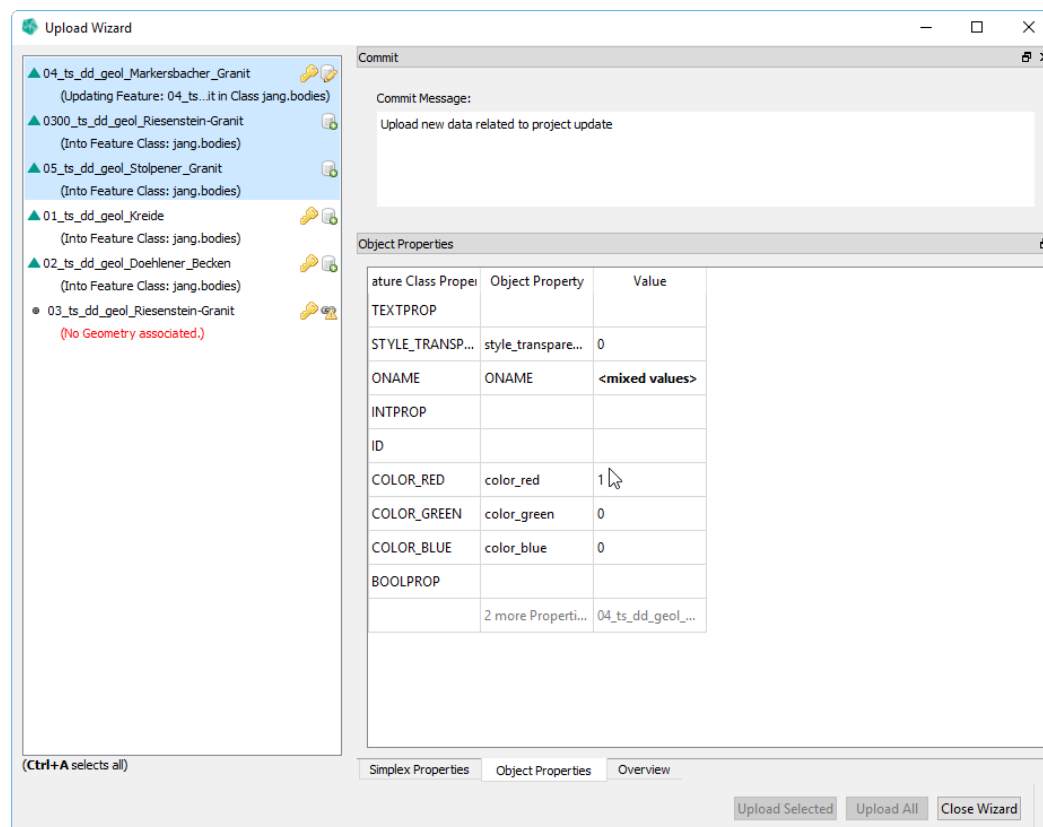 Upload Wizard
04_ts_dd_geol_Markersbacher_Granit
(Updating Feature: 04_ts...it in Class jang.bodies)
0300_ts_dd_geol_Riesenstein-Granit
(Into Feature Class: jang.bodies)
05_ts_dd_geol_Stolpener_Granit
(Into Feature Class: jang.bodies)
01_ts_dd_geol_Kreide
(Into Feature Class: jang.bodies)
02_ts_dd_geol_Doehlener_Becken
(Into Feature Class: jang.bodies)
03_ts_dd_geol_Riesenstein-Granit
(No Geometry associated.)
(Ctrl+A selects all)
Commit
Commit Message:
Upload new data related to project update
Object Properties
ature Class Proper Object Property Value
TEXTPROP
STYLE_TRANSP... style_transpare... 0
ONAME ONAME <mixed values>
INTPROP
ID
COLOR_RED color_red 1
COLOR_GREEN color_green 0
COLOR_BLUE color_blue 0
BOOLPROP
2 more Properti... 04_ts_dd_geol_...
Simplex Properties Object Properties Overview
Upload Selected Upload All Close Wizard